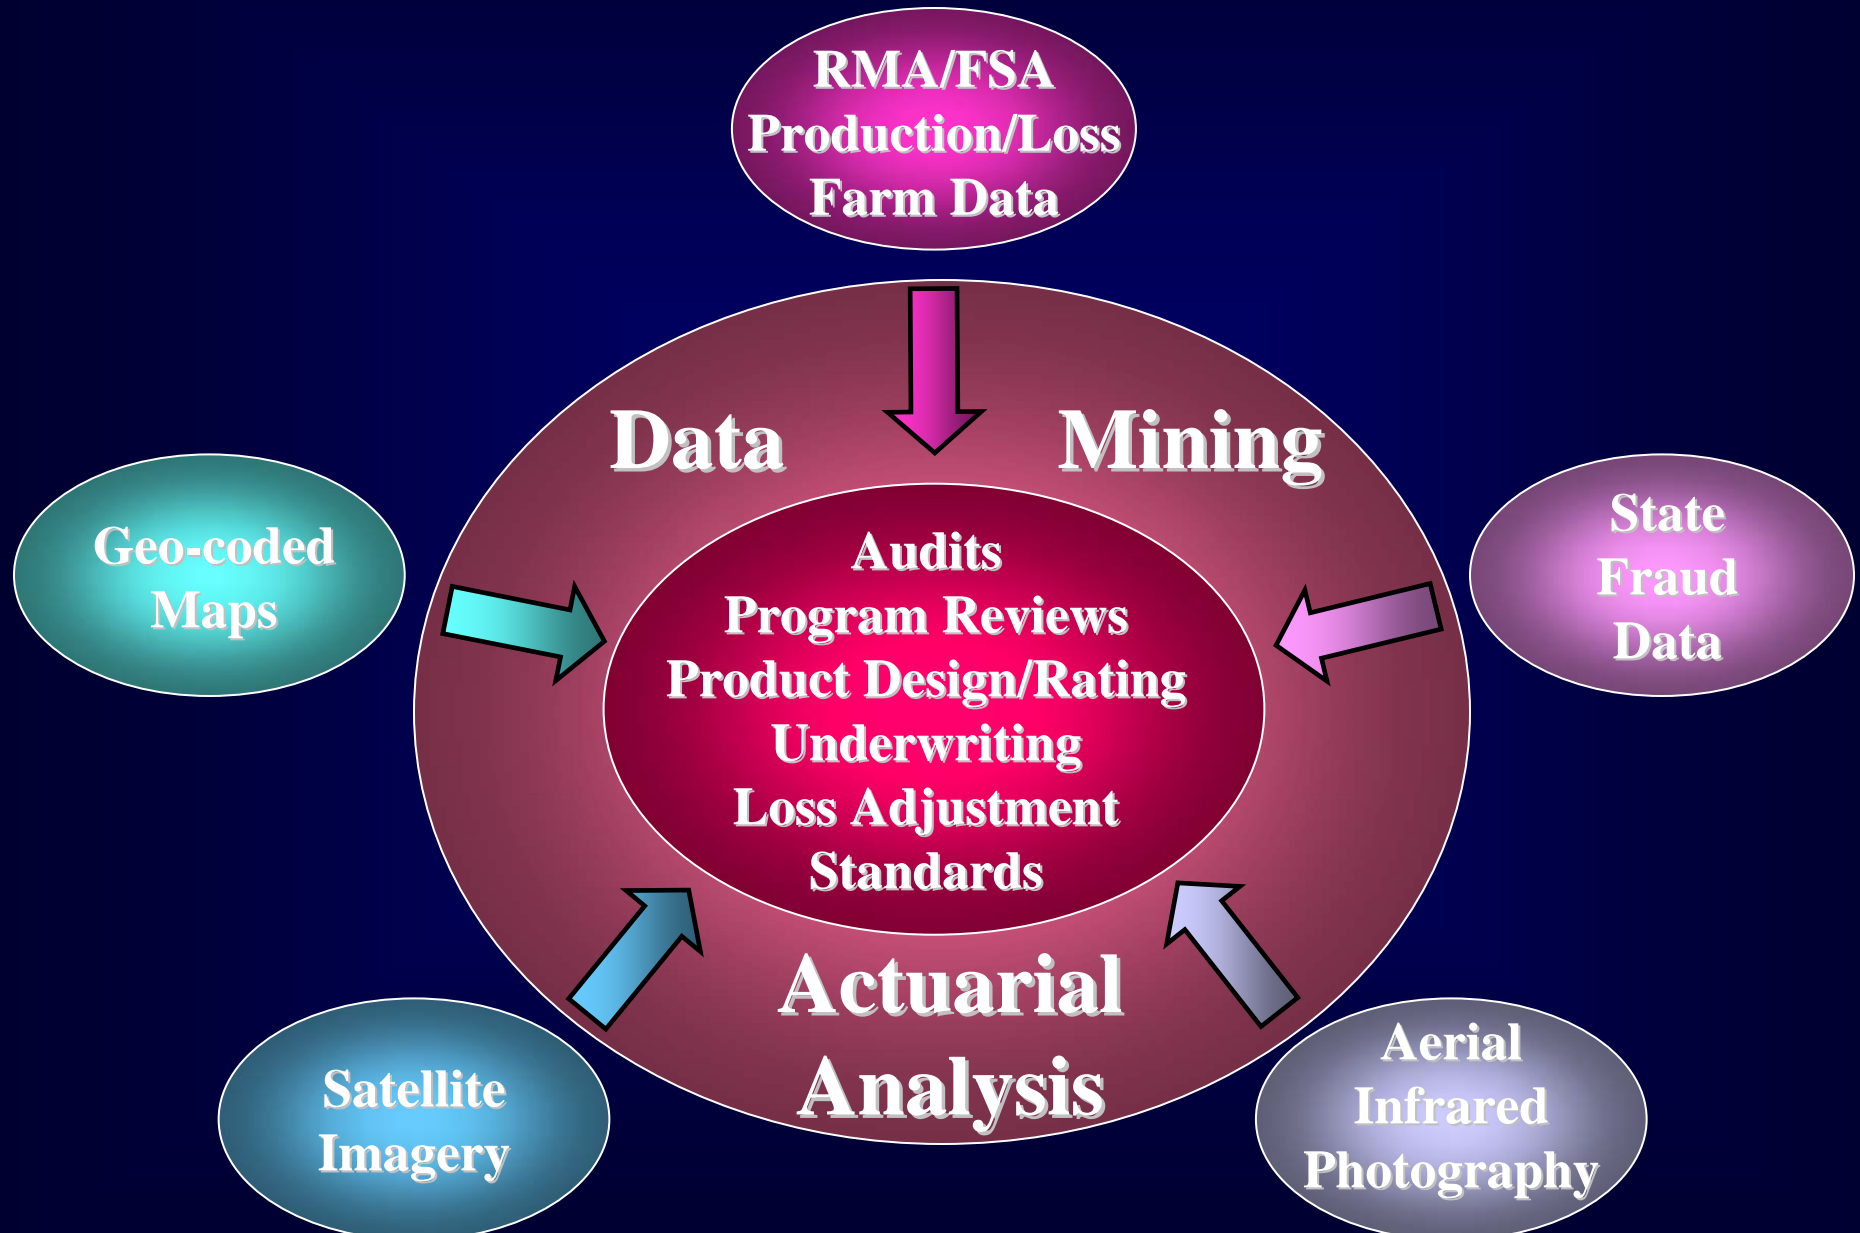 RMA/FSA
Production/Loss
Farm Data
Data Mining
Geo-coded
Maps
State
Fraud
Data
Audits
Program Reviews
Product Design/Rating
Underwriting
Loss Adjustment
Standards
Actuarial
Analysis
Satellite
Imagery
Aerial
Infrared
Photography